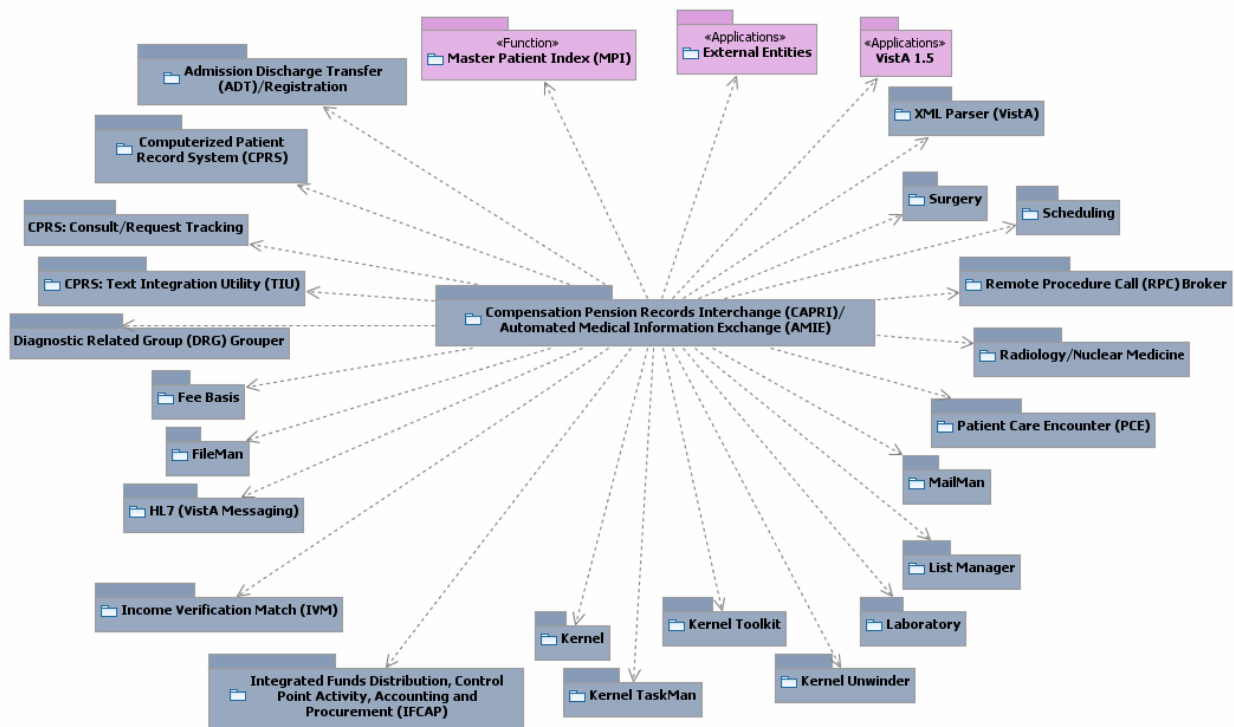 «Function»
Master Patient Index (MPI)
«Applications»
External Entities
«Applications»
VistA 1.5
Admission Discharge Transfer
(ADT)/Registration
XML Parser (VistA)
Computerized Patient
Record System (CPRS)
Surgery
Scheduling
CPRS: Consult/Request Tracking
CPRS: Text Integration Utility (TIU)
Remote Procedure Call (RPC) Broker
Compensation Pension Records Interchange (CAPRI)/
Automated Medical Information Exchange (AMIE)
Diagnostic Related Group (DRG) Grouper
Radiology/Nuclear Medicine
Fee Basis
Patient Care Encounter (PCE)
FileMan
MailMan
HL7 (VistA Messaging)
List Manager
Income Verification Match (IVM)
Kernel
Kernel Toolkit
Laboratory
Integrated Funds Distribution, Control
Point Activity, Accounting and
Procurement (IFCAP)
Kernel TaskMan
Kernel Unwinder